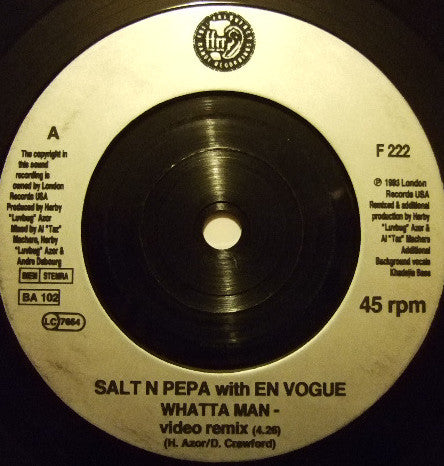 ffrr
A
The copyright in
this sound
recording is
owned by London
Records USA
Produced by Herby
"Luvbug" Azor
Mixed by Al "Taz"
Machera, Herby
"Luvbug" Azor &
Andre Debourg
BIEM STEMRA
BA 102
LC 7654
F 222
℗ 1993 London
Records USA
Remixed & additional
production by Herby
"Luvbug" Azor &
Al "Taz" Machera
Additional
Background vocals
Khadejia Bass
45 rpm
SALT N PEPA with EN VOGUE
WHATTA MAN -
video remix (4.26)
(H. Azor/D. Crawford)